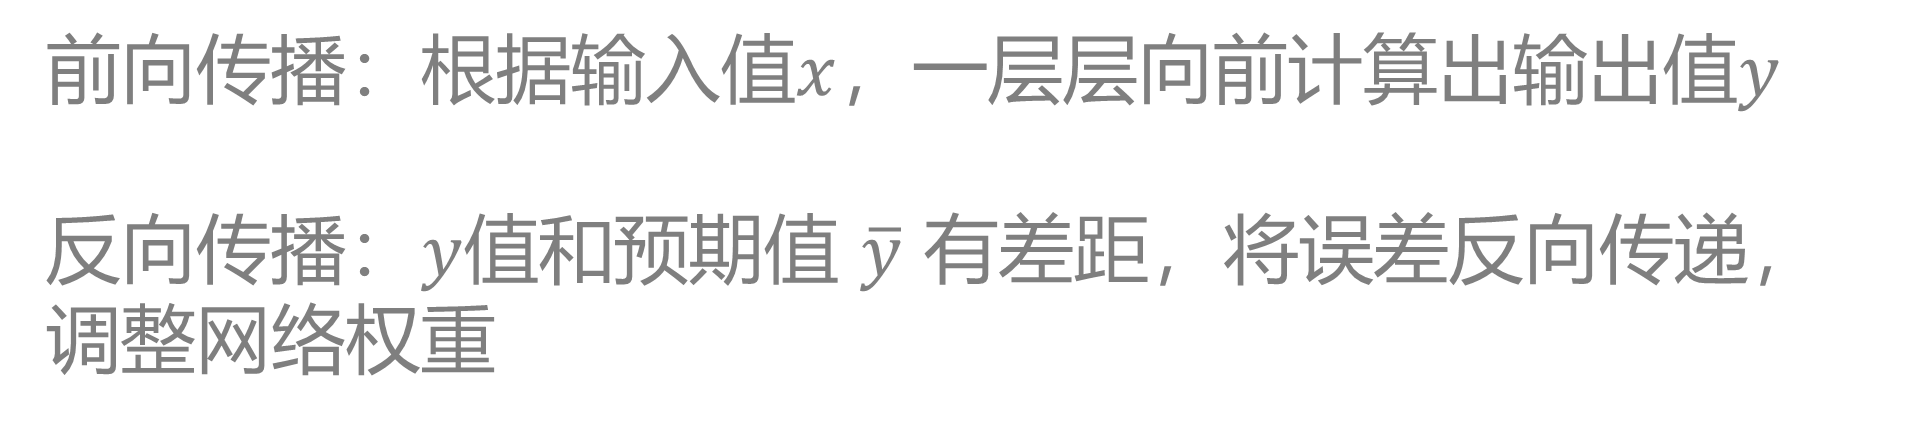 前向传播：根据输入值x，一层层向前计算出输出值y
反向传播：y值和预期值 ȳ 有差距，将误差反向传递，
调整网络权重